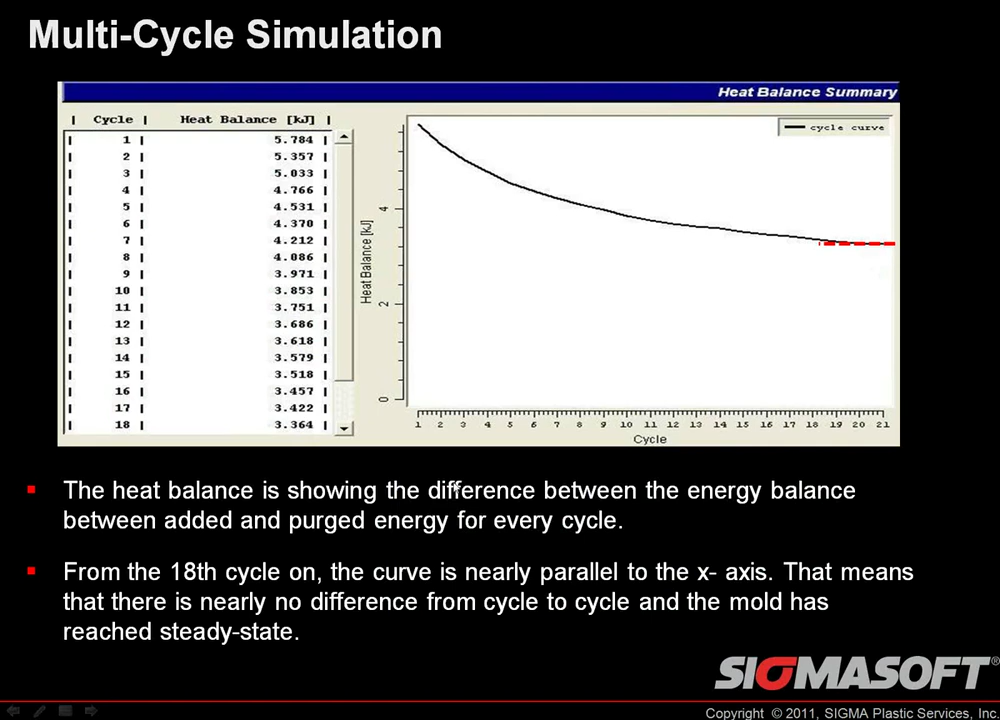 Multi-Cycle Simulation
Heat Balance Summary
| Cycle | Heat Balance [kJ] |
| 1 | 5.784 |
| 2 | 5.357 |
| 3 | 5.033 |
| 4 | 4.766 |
| 5 | 4.531 |
| 6 | 4.370 |
| 7 | 4.212 |
| 8 | 4.086 |
| 9 | 3.971 |
| 10 | 3.853 |
| 11 | 3.751 |
| 12 | 3.686 |
| 13 | 3.618 |
| 14 | 3.579 |
| 15 | 3.518 |
| 16 | 3.457 |
| 17 | 3.422 |
| 18 | 3.364 |
cycle curve
Heat Balance [kJ]
4
2
0
1 2 3 4 5 6 7 8 9 10 11 12 13 14 15 16 17 18 19 20 21
Cycle
The heat balance is showing the difference between the energy balance
between added and purged energy for every cycle.
From the 18th cycle on, the curve is nearly parallel to the x- axis. That means
that there is nearly no difference from cycle to cycle and the mold has
reached steady-state.
SIGMASOFT®
Copyright © 2011, SIGMA Plastic Services, Inc.